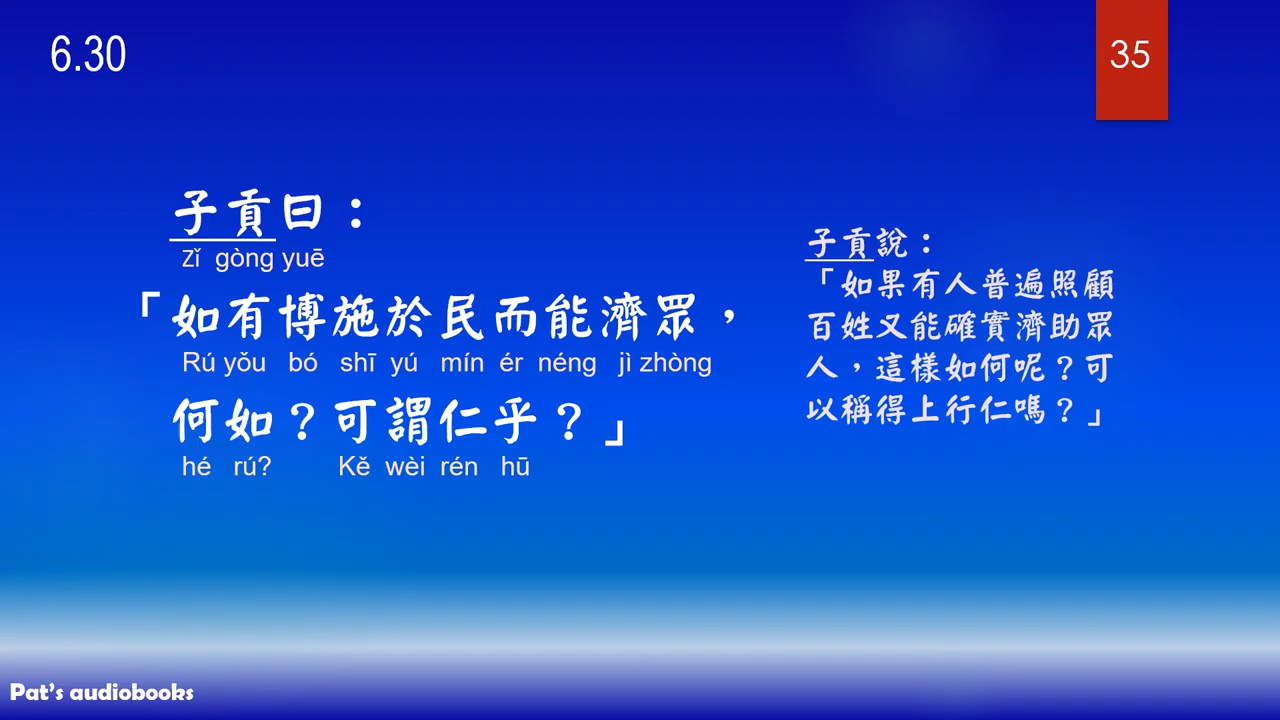 6.30
35
子貢曰：
Zǐ gòng yuē
「如有博施於民而能濟眾，
Rú yǒu bó shī yú mín ér néng jì zhòng
何如？可謂仁乎？」
hé rú? Kě wèi rén hū
子貢說：
「如果有人普遍照顧
百姓又能確實濟助眾
人，這樣如何呢？可
以稱得上行仁嗎？」
Pat's audiobooks